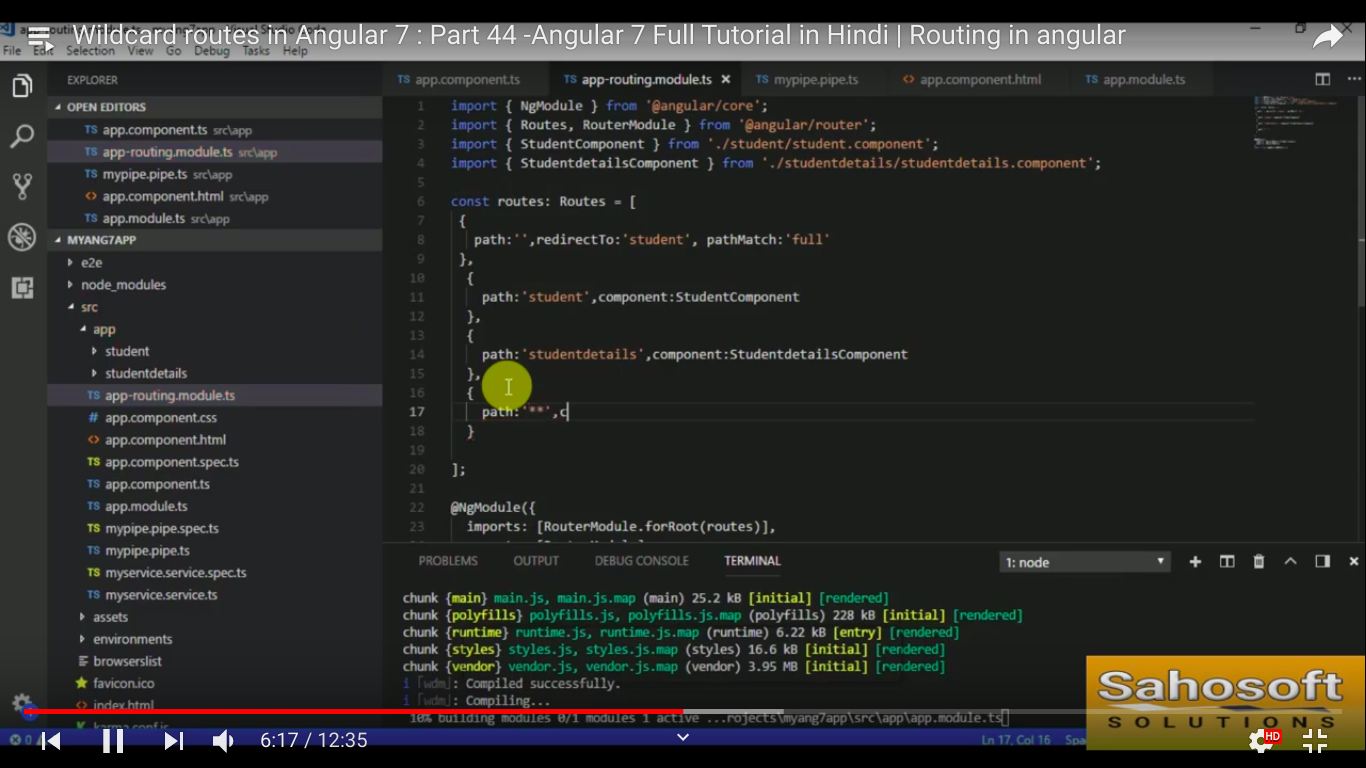 Wildcard routes in Angular 7 : Part 44 -Angular 7 Full Tutorial in Hindi | Routing in angular
File Edit Selection View Go Debug Tasks Help
EXPLORER
OPEN EDITORS
TS app.component.ts src\app
TS app-routing.module.ts src\app
TS mypipe.pipe.ts src\app
<> app.component.html src\app
TS app.module.ts src\app
MYANG7APP
e2e
node_modules
src
app
student
studentdetails
TS app-routing.module.ts
# app.component.css
<> app.component.html
TS app.component.spec.ts
TS app.component.ts
TS app.module.ts
TS mypipe.pipe.spec.ts
TS mypipe.pipe.ts
TS myservice.service.spec.ts
TS myservice.service.ts
assets
environments
browserslist
favicon.ico
<> index.html
karma.conf.js
TS app.component.ts TS app-routing.module.ts × TS mypipe.pipe.ts <> app.component.html TS app.module.ts
1 import { NgModule } from '@angular/core';
2 import { Routes, RouterModule } from '@angular/router';
3 import { StudentComponent } from './student/student.component';
4 import { StudentdetailsComponent } from './studentdetails/studentdetails.component';
5
6 const routes: Routes = [
7 {
8 path:'',redirectTo:'student', pathMatch:'full'
9 },
10 {
11 path:'student',component:StudentComponent
12 },
13 {
14 path:'studentdetails',component:StudentdetailsComponent
15 },
16 {
17 path:'**',c
18 }
19
20 ];
21
22 @NgModule({
23 imports: [RouterModule.forRoot(routes)],
PROBLEMS OUTPUT DEBUG CONSOLE TERMINAL 1: node
chunk {main} main.js, main.js.map (main) 25.2 kB [initial] [rendered]
chunk {polyfills} polyfills.js, polyfills.js.map (polyfills) 228 kB [initial] [rendered]
chunk {runtime} runtime.js, runtime.js.map (runtime) 6.22 kB [entry] [rendered]
chunk {styles} styles.js, styles.js.map (styles) 16.6 kB [initial] [rendered]
chunk {vendor} vendor.js, vendor.js.map (vendor) 3.95 MB [initial] [rendered]
i ｢wdm｣: Compiled successfully.
i ｢wdm｣: Compiling...
10% building modules 0/1 modules 1 active ...rojects\myang7app\src\app\app.module.ts
Sahosoft
SOLUTIONS
Ln 17, Col 16
6:17 / 12:35
HD